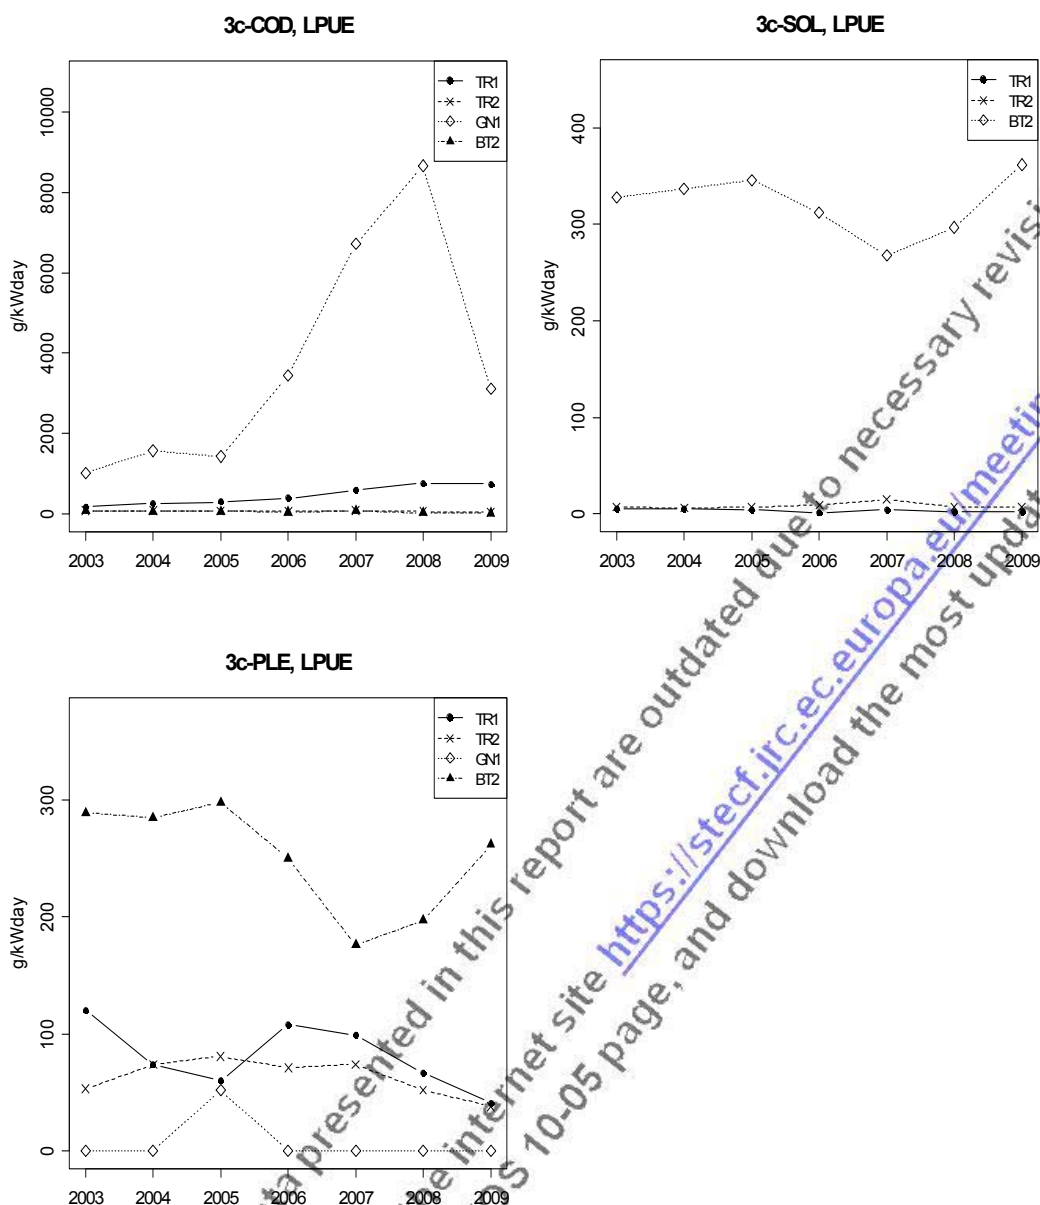 3c-COD, LPUE
g/kWday
0
2000
4000
6000
8000
10000
2003 2004 2005 2006 2007 2008 2009
TR1
TR2
GN1
BT2
3c-SOL, LPUE
g/kWday
0
100
200
300
400
2003 2004 2005 2006 2007 2008 2009
TR1
TR2
BT2
3c-PLE, LPUE
g/kWday
0
100
200
300
2003 2004 2005 2006 2007 2008 2009
TR1
TR2
GN1
BT2
presented in this report are outdated due to necessary
internet site https://stecf.jrc.ec.europa.eu/
10-05 page, and download the most